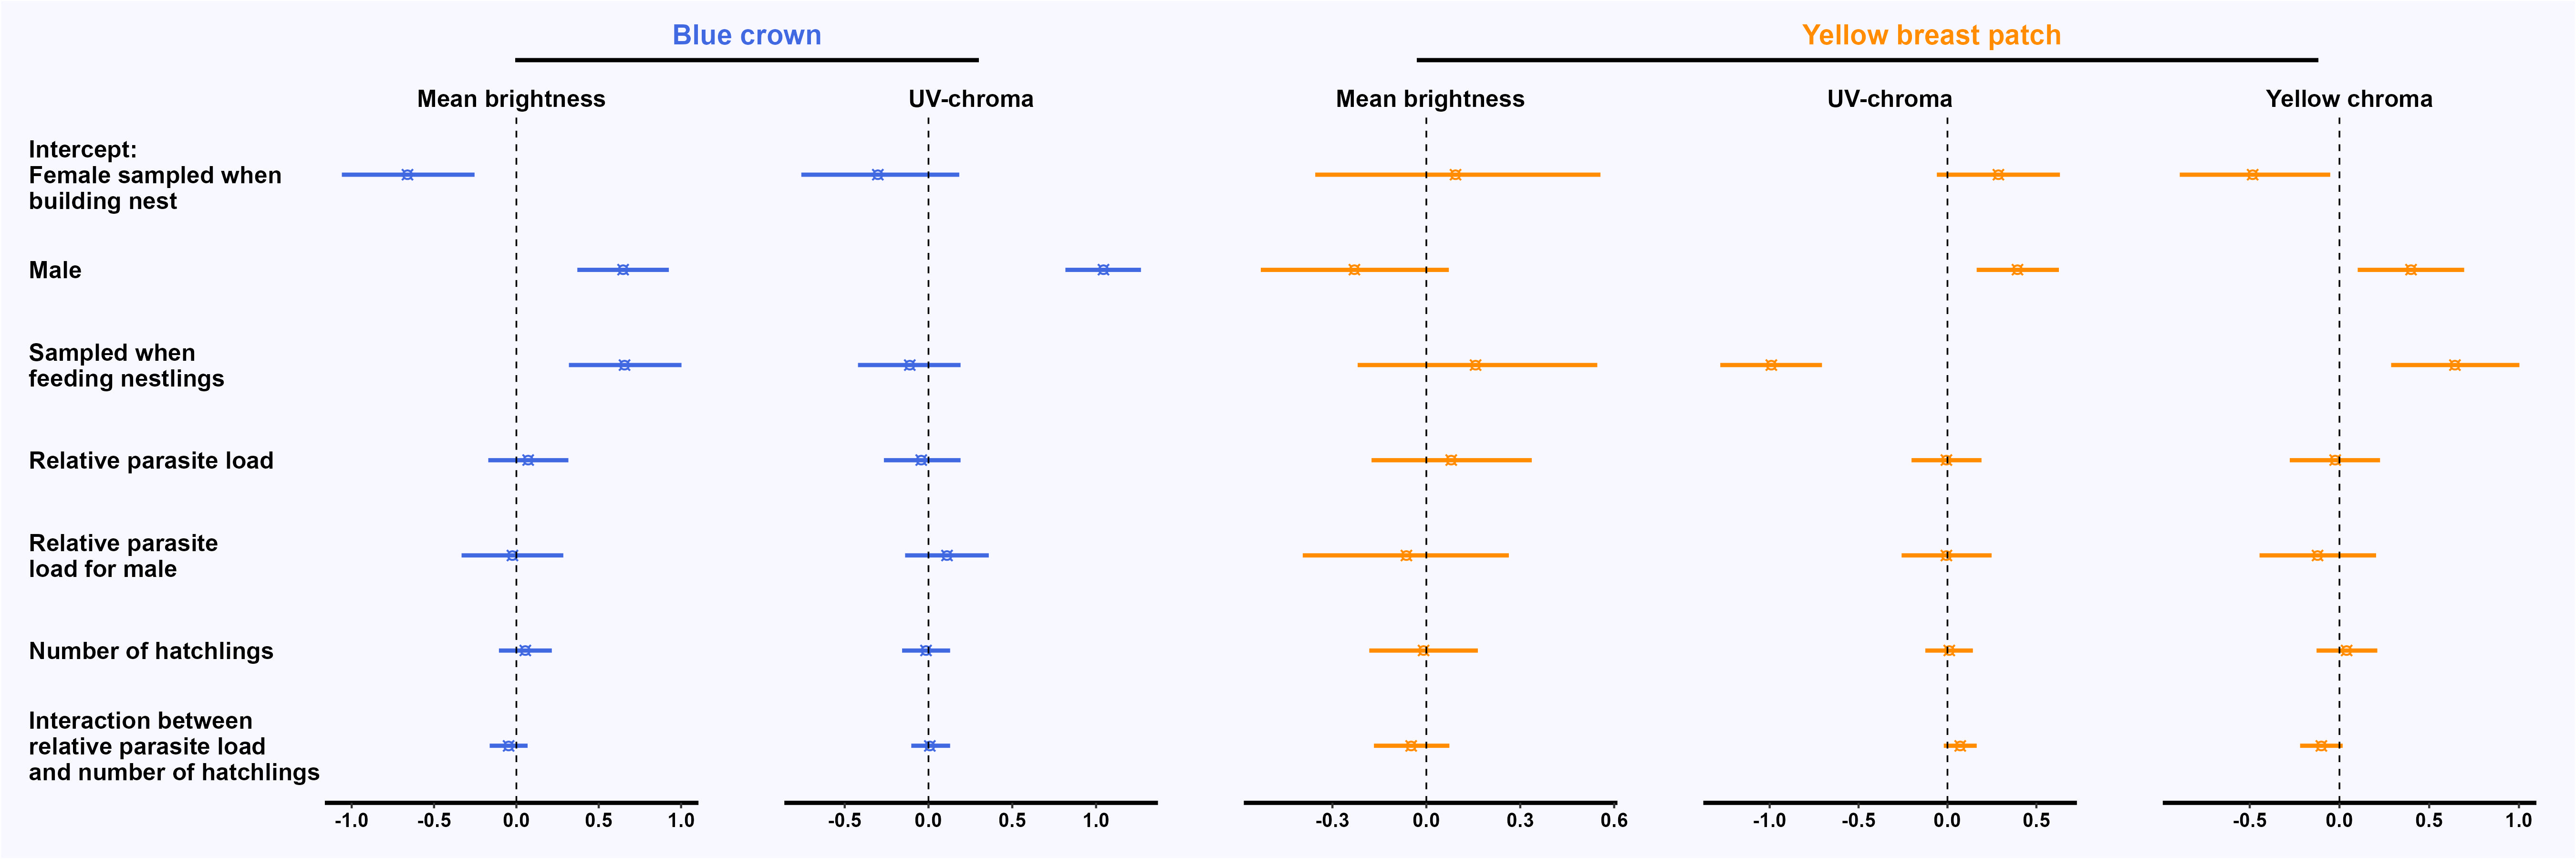 Blue crown
Yellow breast patch
Mean brightness
UV-chroma
Mean brightness
UV-chroma
Yellow chroma
Intercept:
Female sampled when
building nest
Male
Sampled when
feeding nestlings
Relative parasite load
Relative parasite
load for male
Number of hatchlings
Interaction between
relative parasite load
and number of hatchlings
-1.0 -0.5 0.0 0.5 1.0
-0.5 0.0 0.5 1.0
-0.3 0.0 0.3 0.6
-1.0 -0.5 0.0 0.5
-0.5 0.0 0.5 1.0